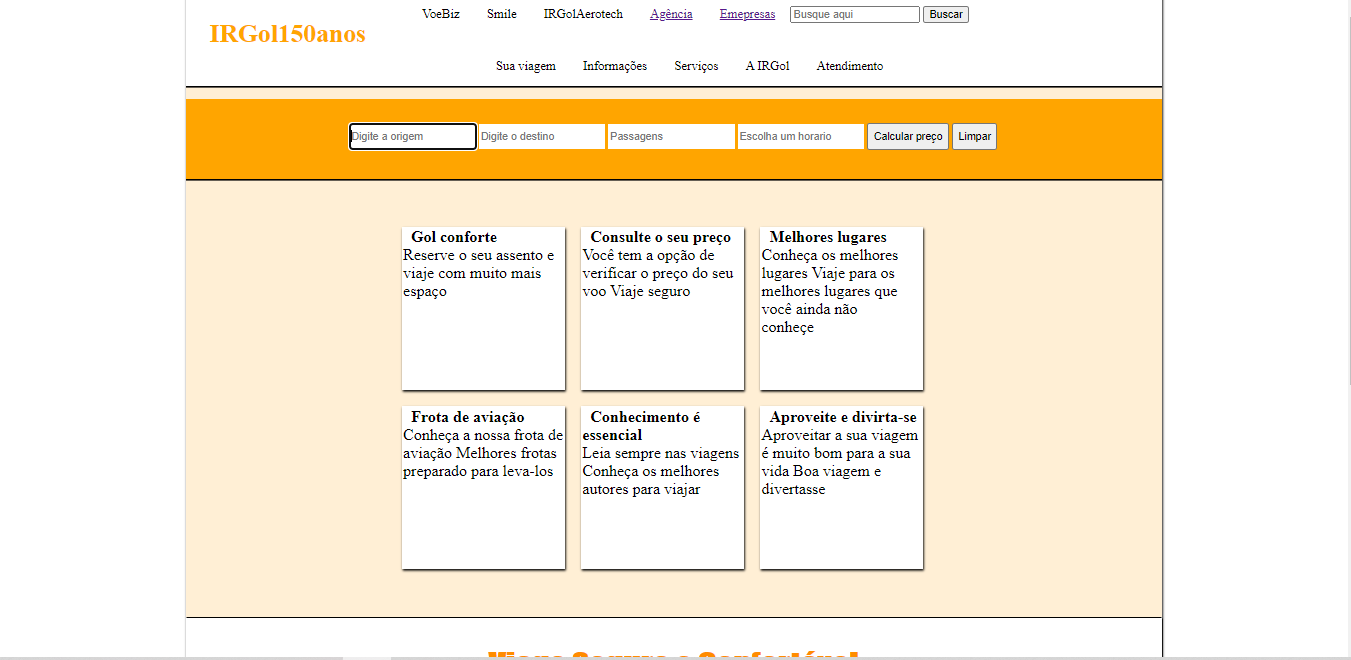 VoeBiz Smile IRGolAerotech Agência Emepresas Busque aqui Buscar
IRGol150anos
Sua viagem Informações Serviços A IRGol Atendimento
Digite a origem Digite o destino Passagens Escolha um horario Calcular preço Limpar
Gol conforte
Reserve o seu assento e
viaje com muito mais
espaço
Consulte o seu preço
Você tem a opção de
verificar o preço do seu
voo Viaje seguro
Melhores lugares
Conheça os melhores
lugares Viaje para os
melhores lugares que
você ainda não
conheçe
Frota de aviação
Conheça a nossa frota de
aviação Melhores frotas
preparado para leva-los
Conhecimento é
essencial
Leia sempre nas viagens
Conheça os melhores
autores para viajar
Aproveite e divirta-se
Aproveitar a sua viagem
é muito bom para a sua
vida Boa viagem e
divertasse